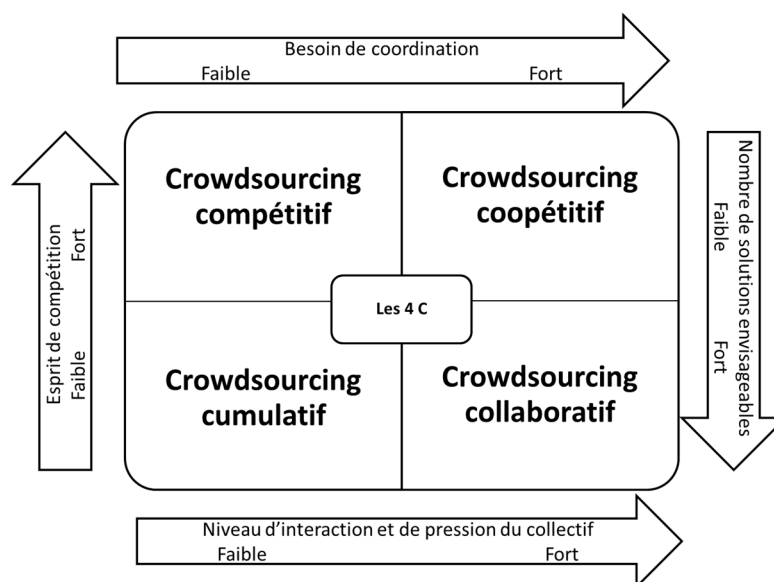 Besoin de coordination
Faible Fort
Esprit de compétition
Faible Fort
Crowdsourcing
compétitif
Crowdsourcing
coopétitif
Les 4 C
Crowdsourcing
cumulatif
Crowdsourcing
collaboratif
Nombre de solutions envisageables
Faible Fort
Niveau d'interaction et de pression du collectif
Faible Fort